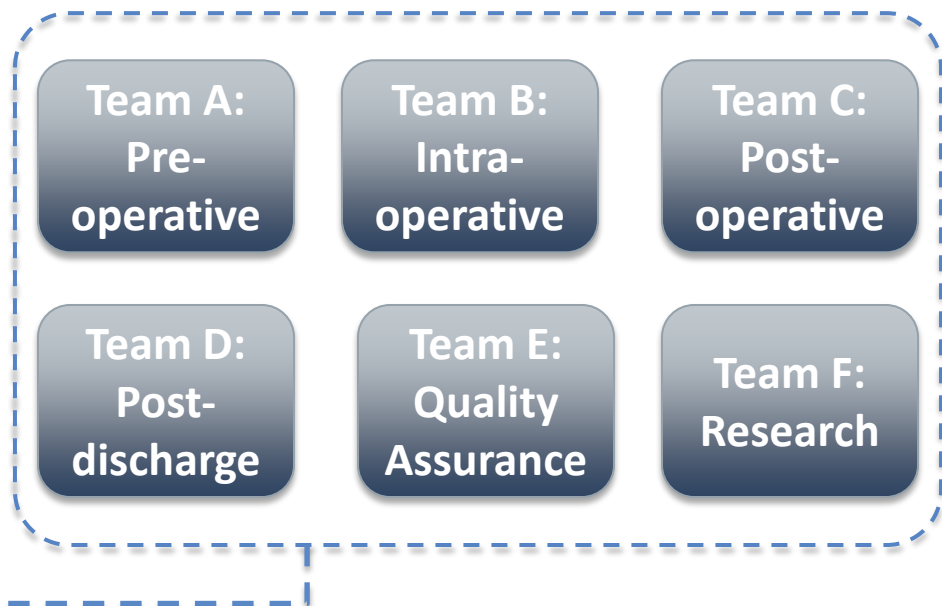 Team A:
Pre-
operative
Team B:
Intra-
operative
Team C:
Post-
operative
Team D:
Post-
discharge
Team E:
Quality
Assurance
Team F:
Research